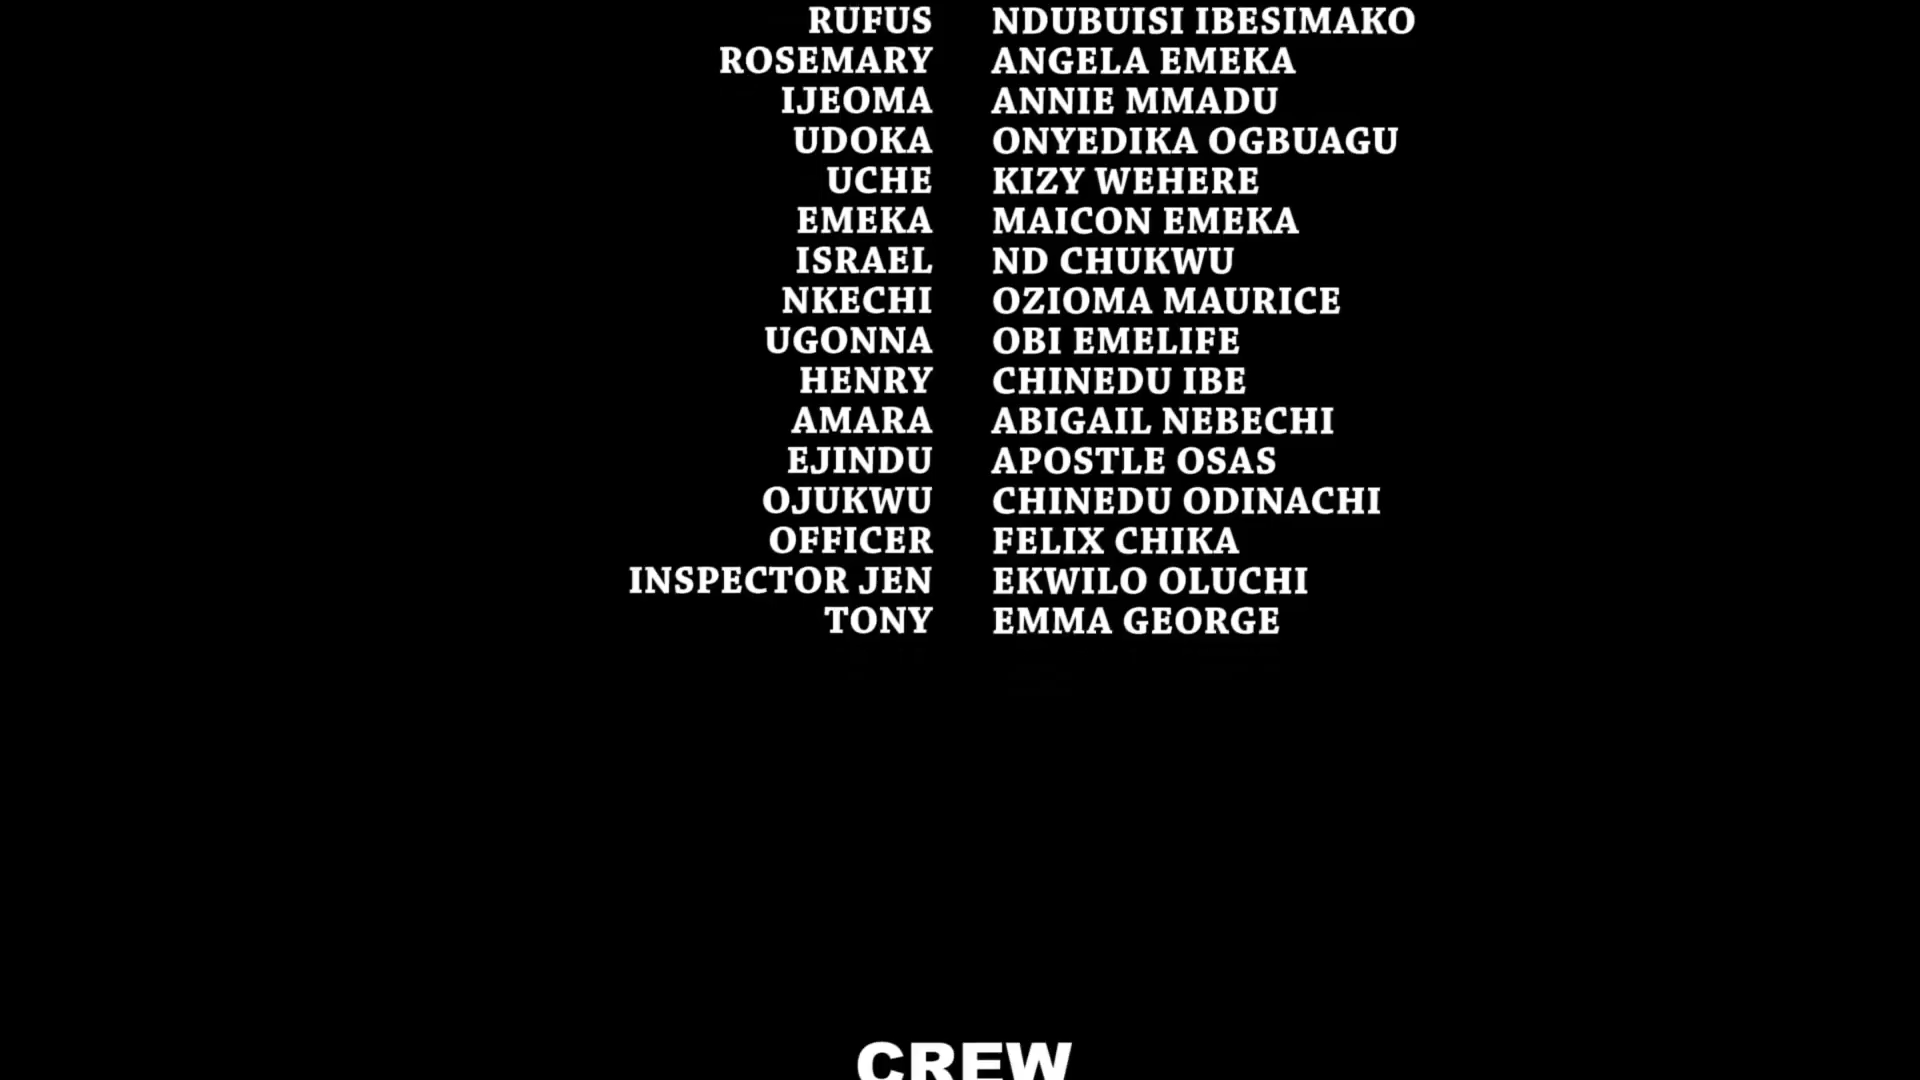 RUFUS NDUBUISI IBESIMAKO
ROSEMARY ANGELA EMEKA
IJEOMA ANNIE MMADU
UDOKA ONYEDIKA OGBUAGU
UCHE KIZY WEHERE
EMEKA MAICON EMEKA
ISRAEL ND CHUKWU
NKECHI OZIOMA MAURICE
UGONNA OBI EMELIFE
HENRY CHINEDU IBE
AMARA ABIGAIL NEBECHI
EJINDU APOSTLE OSAS
OJUKWU CHINEDU ODINACHI
OFFICER FELIX CHIKA
INSPECTOR JEN EKWILO OLUCHI
TONY EMMA GEORGE
CREW